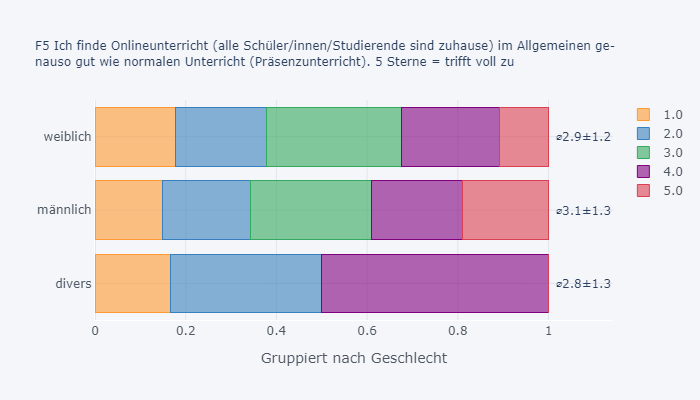 F5 Ich finde Onlineunterricht (alle Schüler/innen/Studierende sind zuhause) im Allgemeinen ge-
nauso gut wie normalen Unterricht (Präsenzunterricht). 5 Sterne = trifft voll zu
weiblich
⌀2.9±1.2
männlich
⌀3.1±1.3
divers
⌀2.8±1.3
0 0.2 0.4 0.6 0.8 1
Gruppiert nach Geschlecht
1.0
2.0
3.0
4.0
5.0